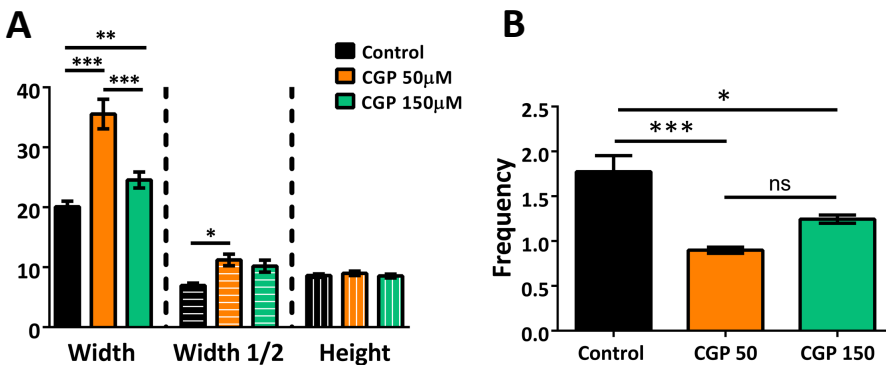 A
B
**
***
***
*
Control
CGP 50µM
CGP 150µM
40
30
20
10
0
Width
Width 1/2
Height
*
***
ns
Frequency
2.5
2.0
1.5
1.0
0.5
0.0
Control
CGP 50
CGP 150